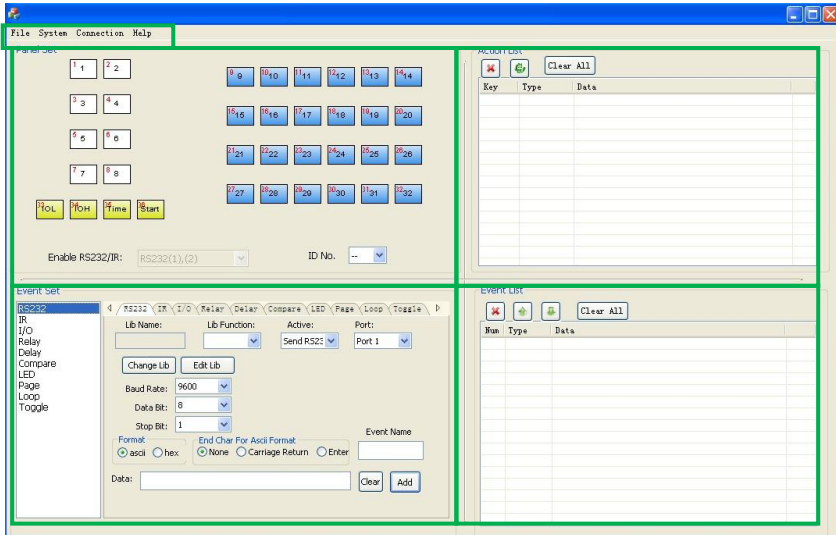 File System Connection Help
Panel Set
1 1 2 2
3 3 4 4
5 5 6 6
7 7 8 8
9 9 10 10 11 11 12 12 13 13 14 14
15 15 16 16 17 17 18 18 19 19 20 20
21 21 22 22 23 23 24 24 25 25 26 26
27 27 28 28 29 29 30 30 31 31 32 32
33 TOL 34 TOH 35 Time 36 Start
Enable RS232/IR: RS232(1),(2) ID No. --
Action List
Clear All
Key Type Data
Event Set
RS232
IR
I/O
Relay
Delay
Compare
LED
Page
Loop
Toggle
RS232 IR I/O Relay Delay Compare LED Page Loop Toggle
Lib Name: Lib Function: Active: Port:
Send RS23 Port 1
Change Lib Edit Lib
Baud Rate: 9600
Data Bit: 8
Stop Bit: 1
Event Name
Format End Char For Ascii Format
ascii hex None Carriage Return Enter
Data: Clear Add
Event List
Clear All
Num Type Data